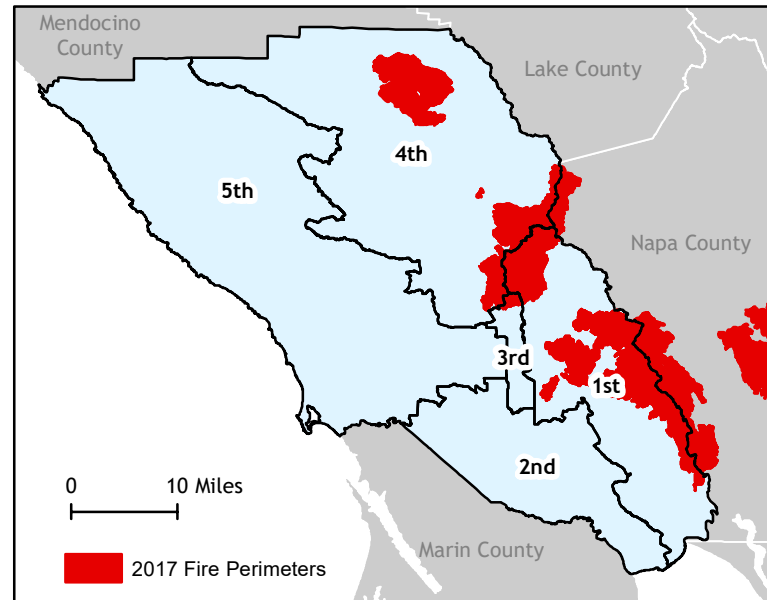 Mendocino
County
Lake County
4th
5th
Napa County
3rd
1st
2nd
0 10 Miles
Marin County
2017 Fire Perimeters